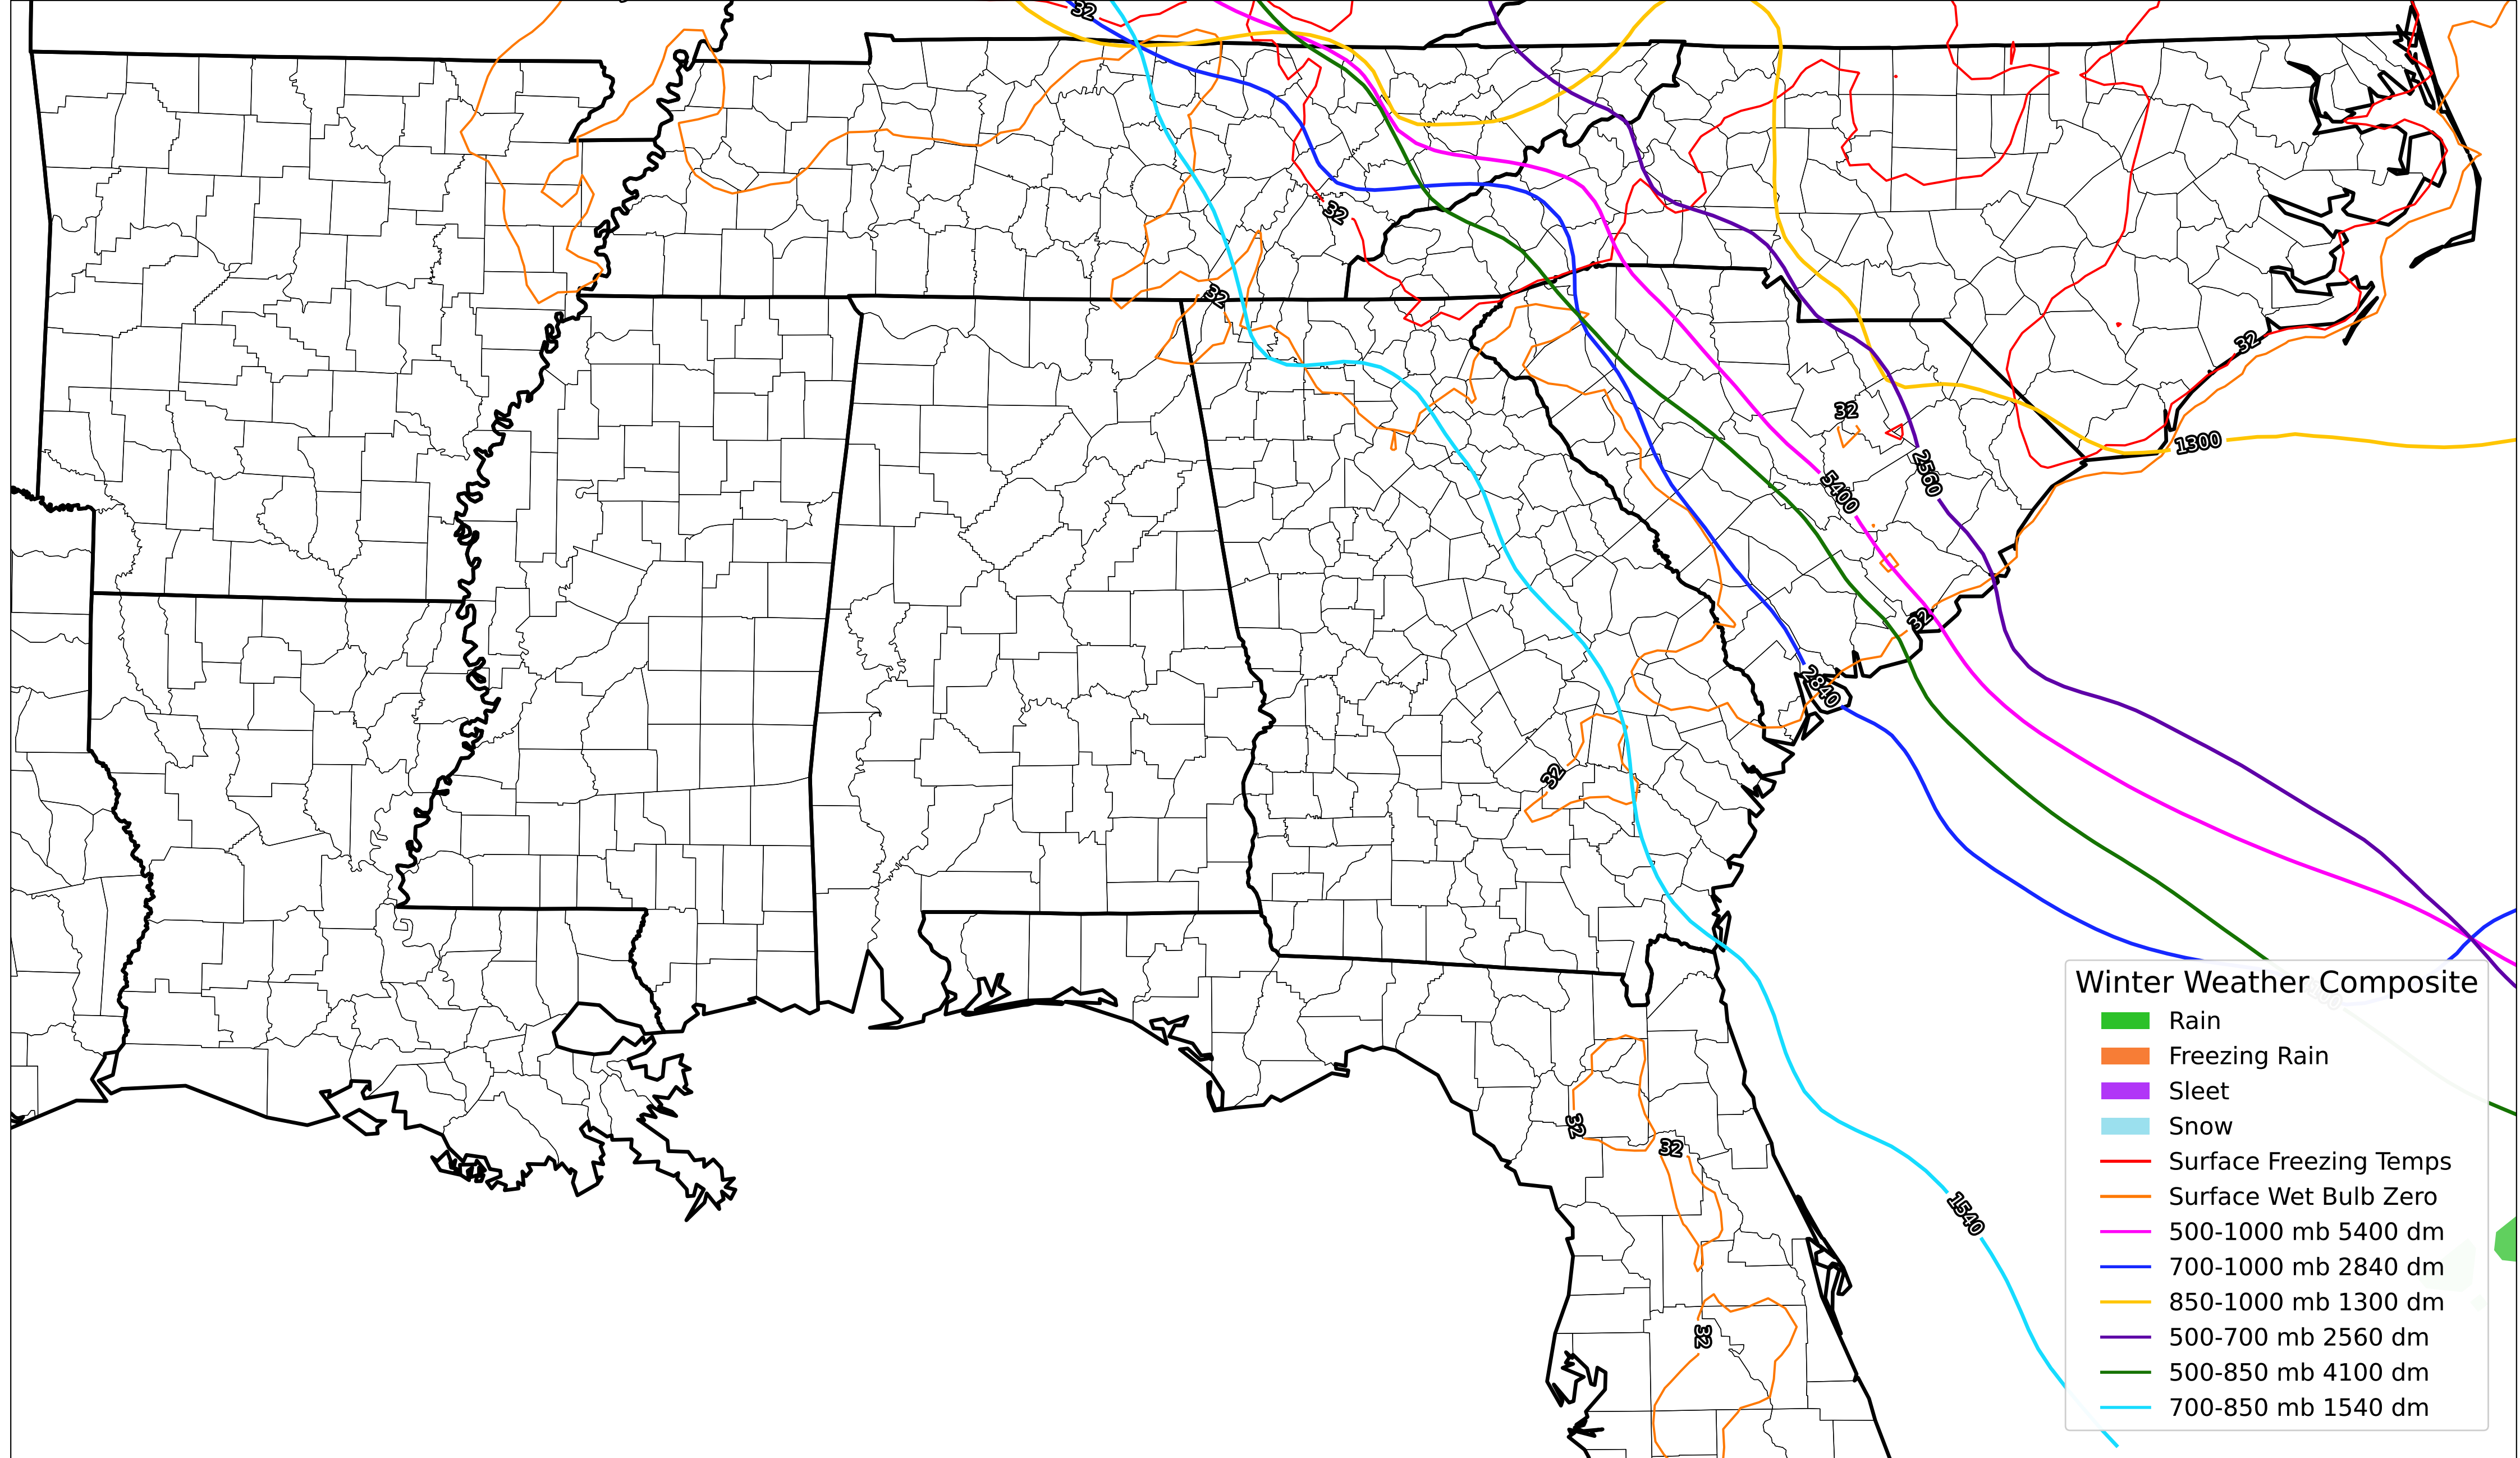 32
32
32
32
32
1300
2560
5400
32
2840
32
32
32
1540
32
Winter Weather Composite
Rain
Freezing Rain
Sleet
Snow
Surface Freezing Temps
Surface Wet Bulb Zero
500-1000 mb 5400 dm
700-1000 mb 2840 dm
850-1000 mb 1300 dm
500-700 mb 2560 dm
500-850 mb 4100 dm
700-850 mb 1540 dm